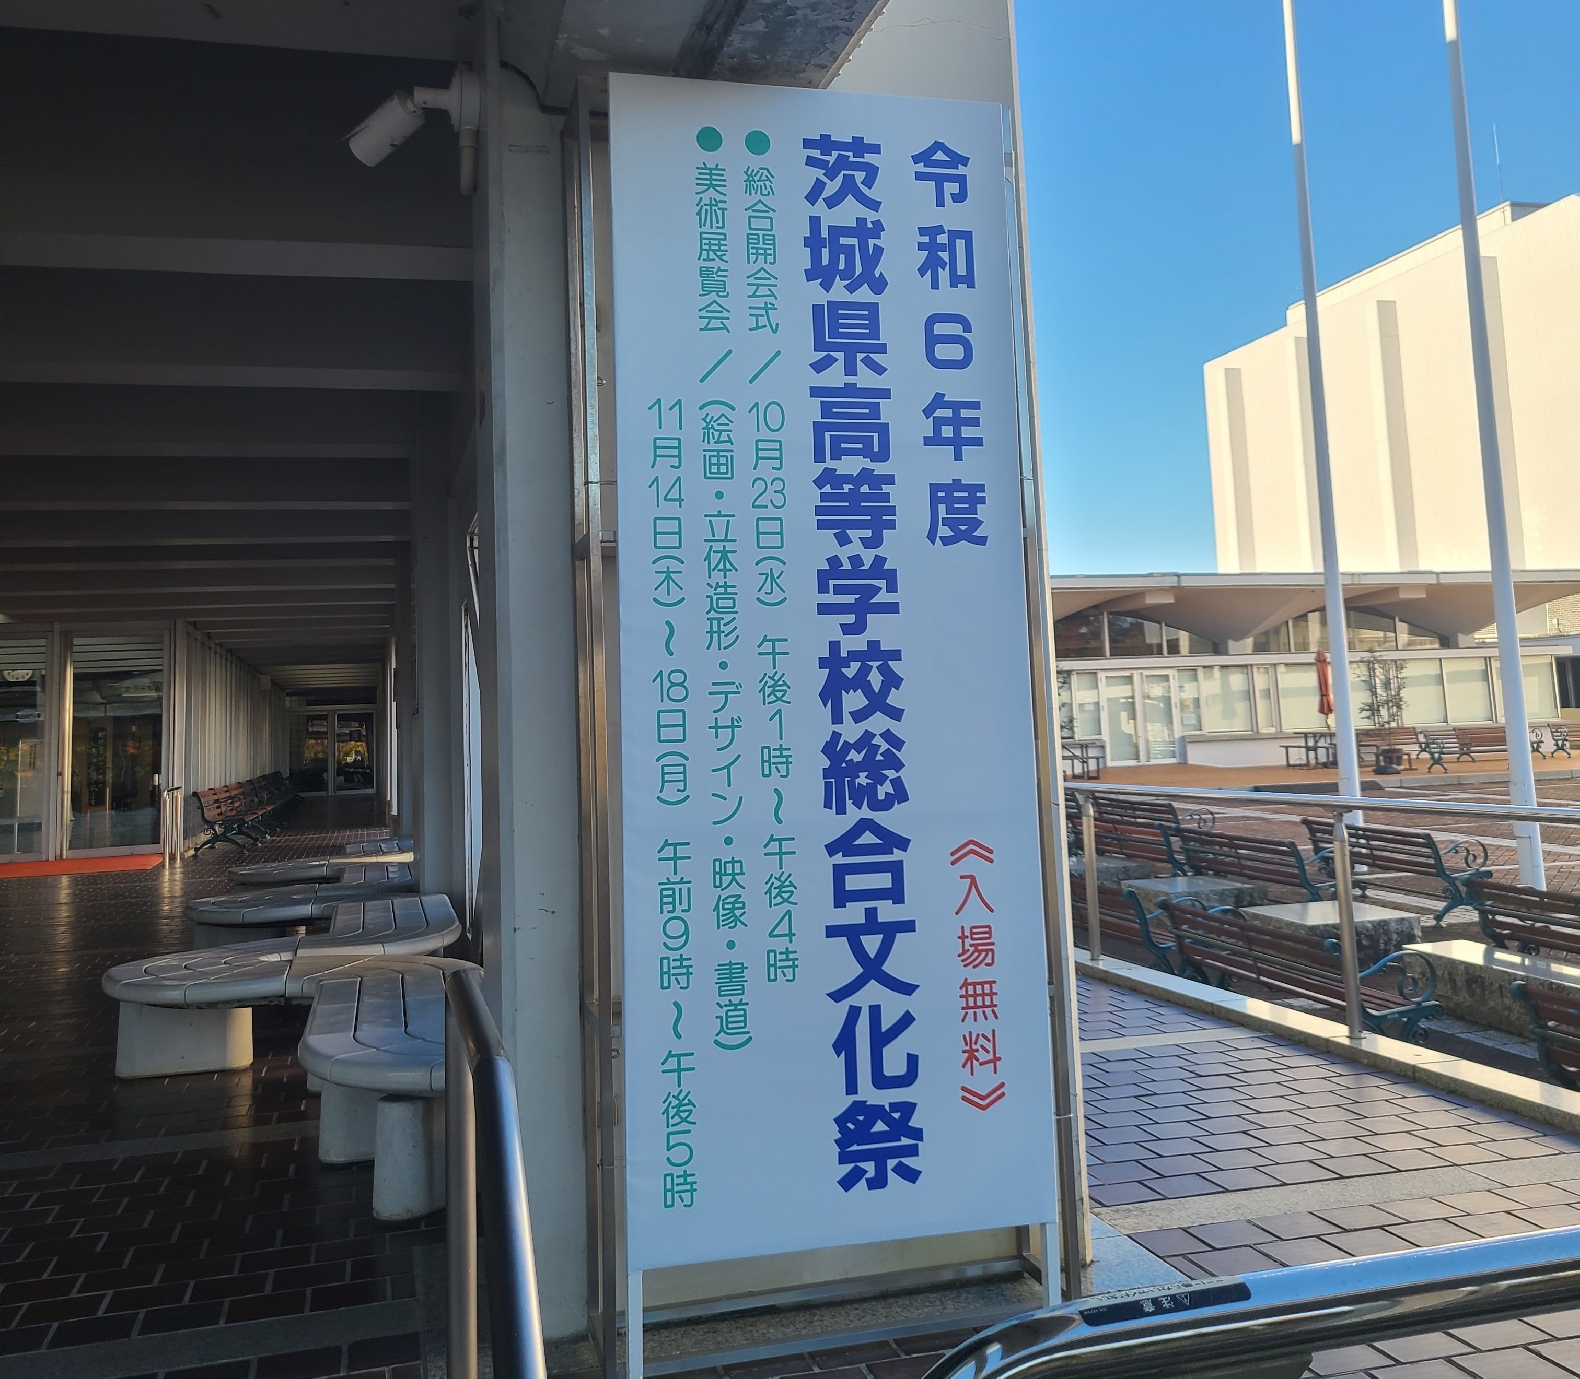 令和6年度
《入場無料》
茨城県高等学校総合文化祭
●総合開会式/10月23日(水) 午後1時~午後4時
●美術展覧会/(絵画・立体造形・デザイン・映像・書道)
11月14日(木)~18日(月) 午前9時~午後5時
注意